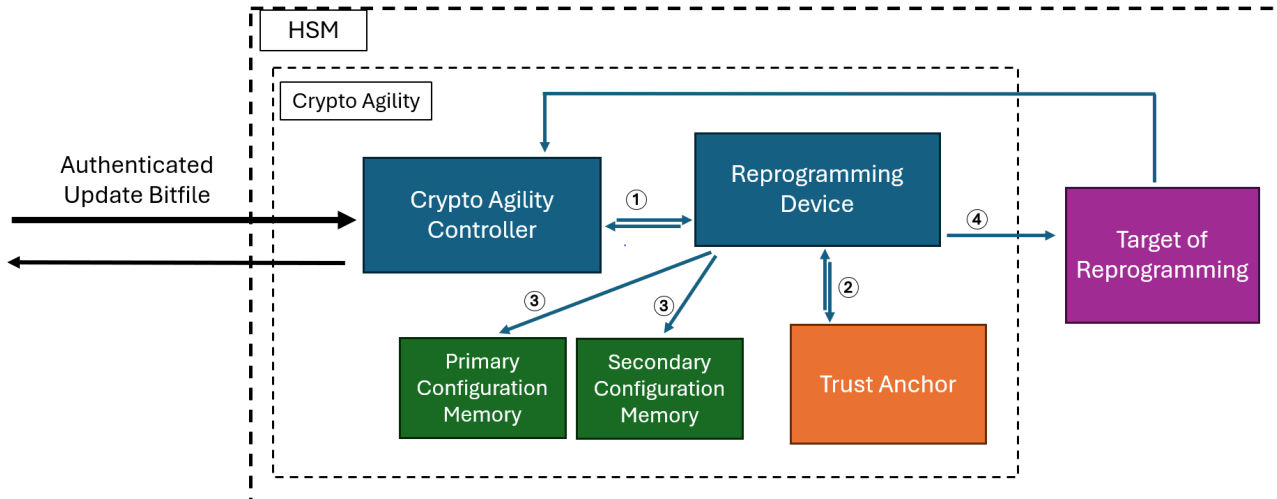 HSM
Crypto Agility
Authenticated
Update Bitfile
Crypto Agility
Controller
①
Reprogramming
Device
④
Target of
Reprogramming
③
③
②
Primary
Configuration
Memory
Secondary
Configuration
Memory
Trust Anchor